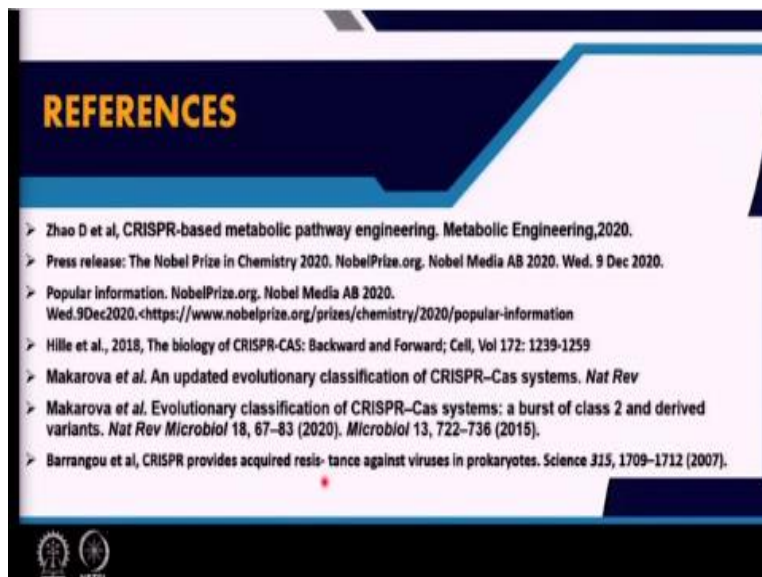 REFERENCES
Zhao D et al, CRISPR-based metabolic pathway engineering. Metabolic Engineering,2020.
Press release: The Nobel Prize in Chemistry 2020. NobelPrize.org. Nobel Media AB 2020. Wed. 9 Dec 2020.
Popular information. NobelPrize.org. Nobel Media AB 2020.
Wed.9Dec2020.<https://www.nobelprize.org/prizes/chemistry/2020/popular-information
Hille et al., 2018, The biology of CRISPR-CAS: Backward and Forward; Cell, Vol 172: 1239-1259
Makarova et al. An updated evolutionary classification of CRISPR–Cas systems. Nat Rev
Makarova et al. Evolutionary classification of CRISPR–Cas systems: a burst of class 2 and derived
variants. Nat Rev Microbiol 18, 67–83 (2020). Microbiol 13, 722–736 (2015).
Barrangou et al, CRISPR provides acquired resis- tance against viruses in prokaryotes. Science 315, 1709–1712 (2007).